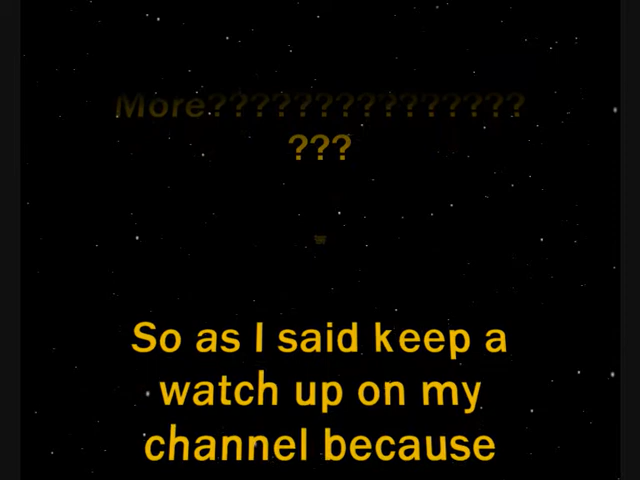 More???????????????
???
So as I said keep a
watch up on my
channel because